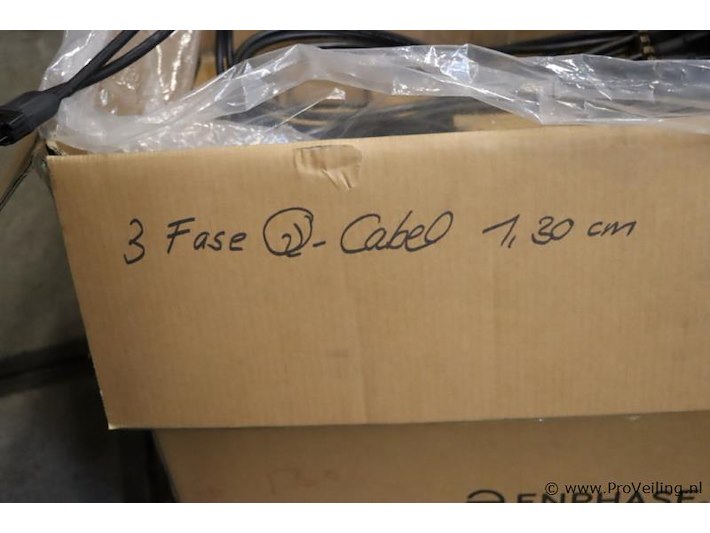 3 Fase Q-Cabel 1,30 cm
ENPHASE
© www.ProVeiling.nl